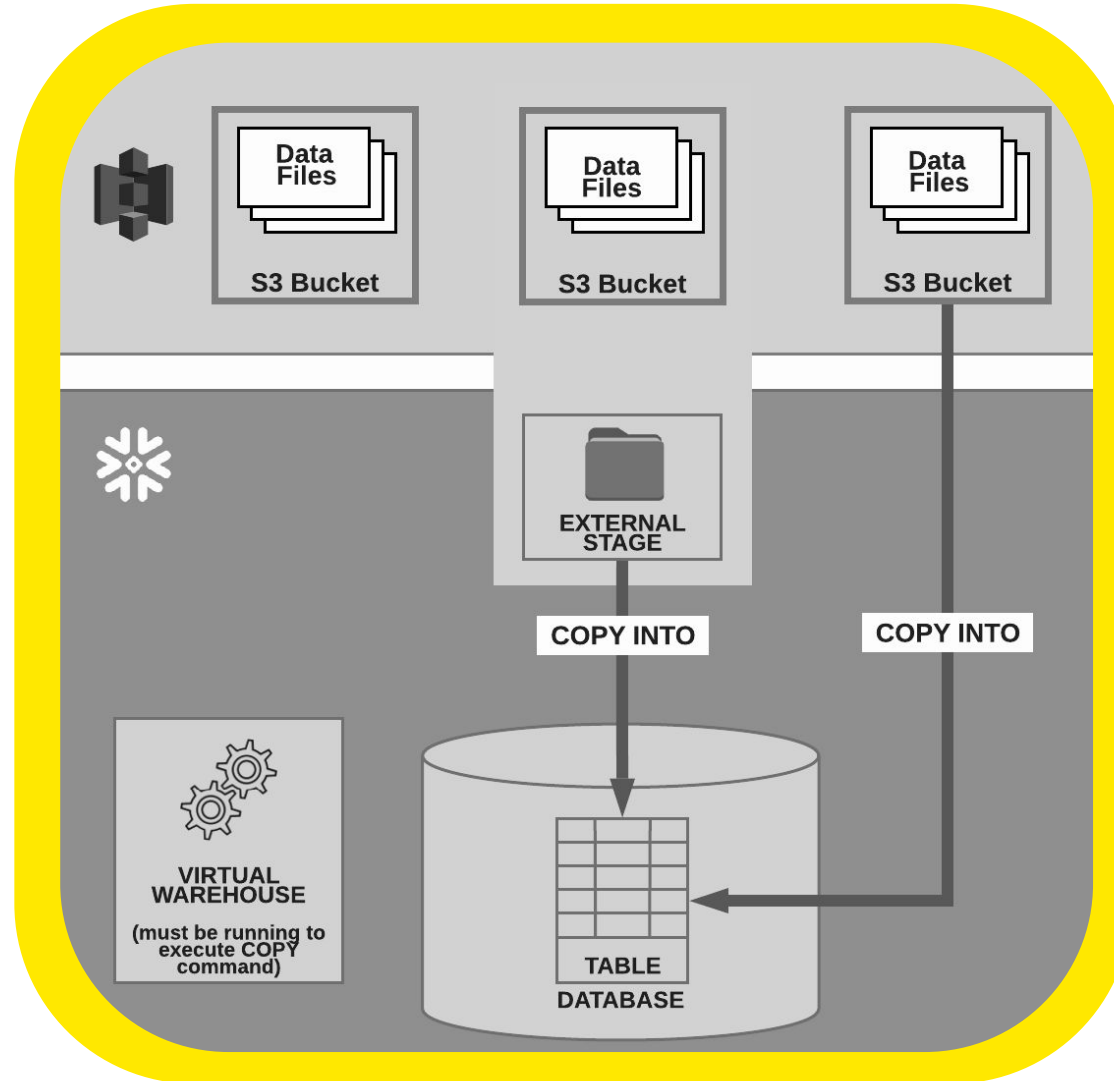 Data
Files
S3 Bucket
Data
Files
S3 Bucket
Data
Files
S3 Bucket
EXTERNAL
STAGE
COPY INTO
COPY INTO
VIRTUAL
WAREHOUSE
(must be running to
execute COPY
command)
TABLE
DATABASE